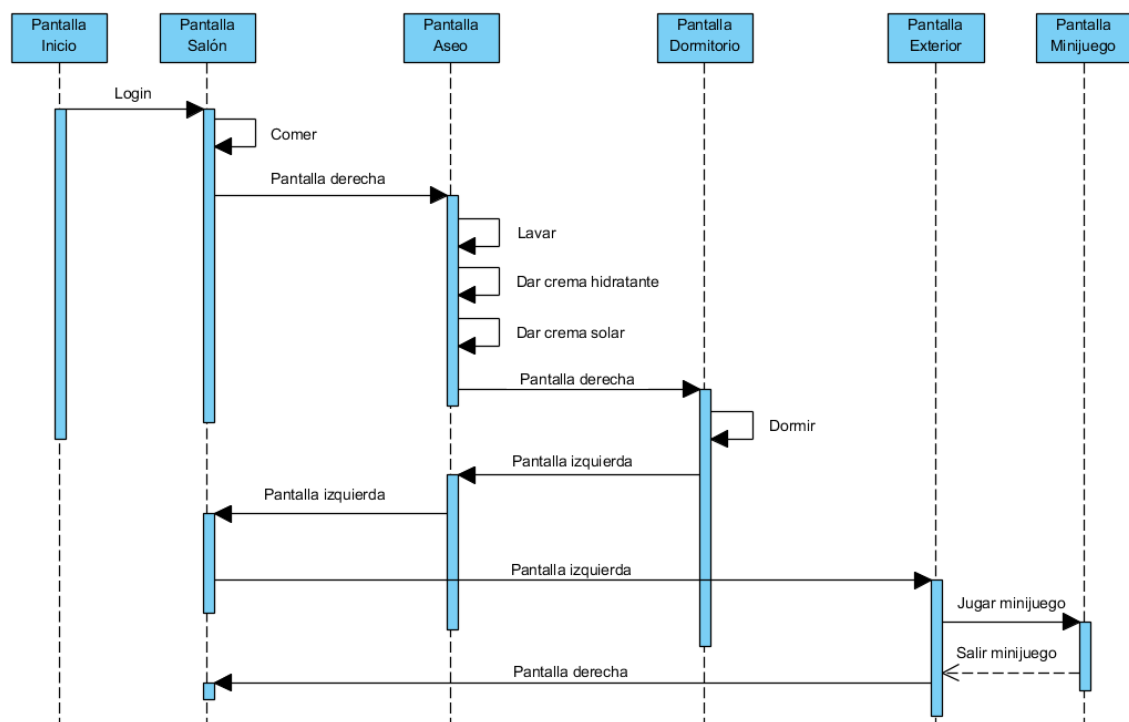 Pantalla
Inicio
Pantalla
Salón
Pantalla
Aseo
Pantalla
Dormitorio
Pantalla
Exterior
Pantalla
Minijuego
Login
Comer
Pantalla derecha
Lavar
Dar crema hidratante
Dar crema solar
Pantalla derecha
Dormir
Pantalla izquierda
Pantalla izquierda
Pantalla izquierda
Jugar minijuego
Salir minijuego
Pantalla derecha